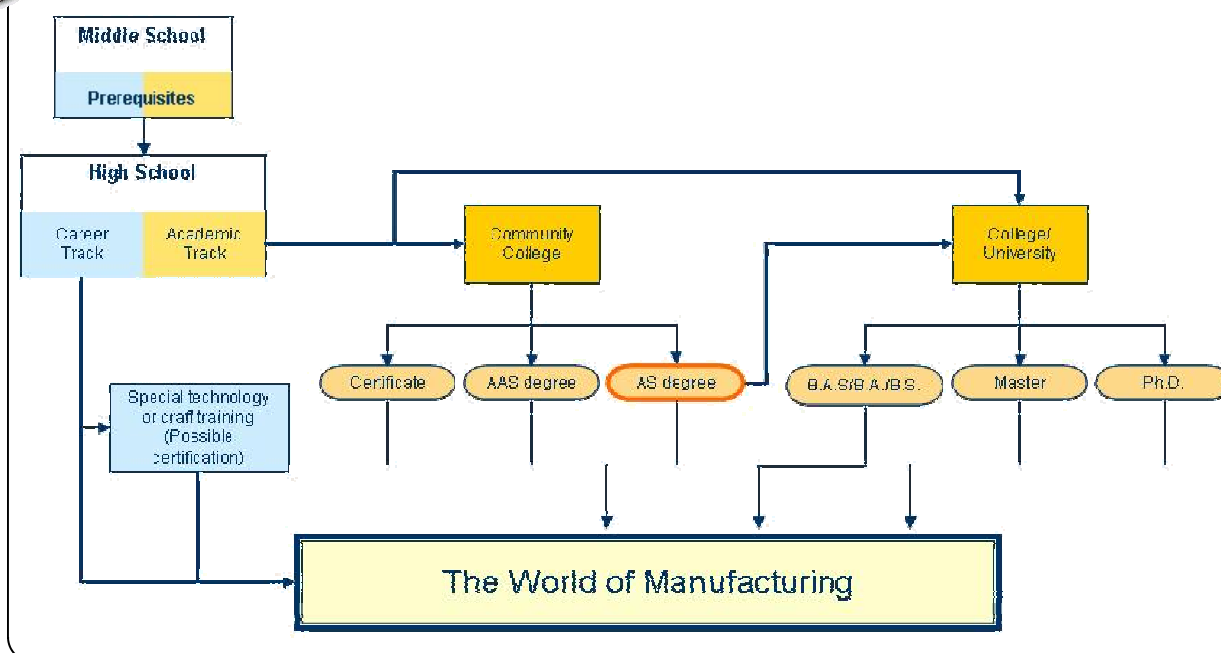 Middle School
Prerequisites
High School
Career
Track
Academic
Track
Community
College
College/
University
Certificate
AAS degree
AS degree
B.A.S/B.A./B.S.
Master
Ph.D.
Special technology
or craft training
(Possible
certification)
The World of Manufacturing